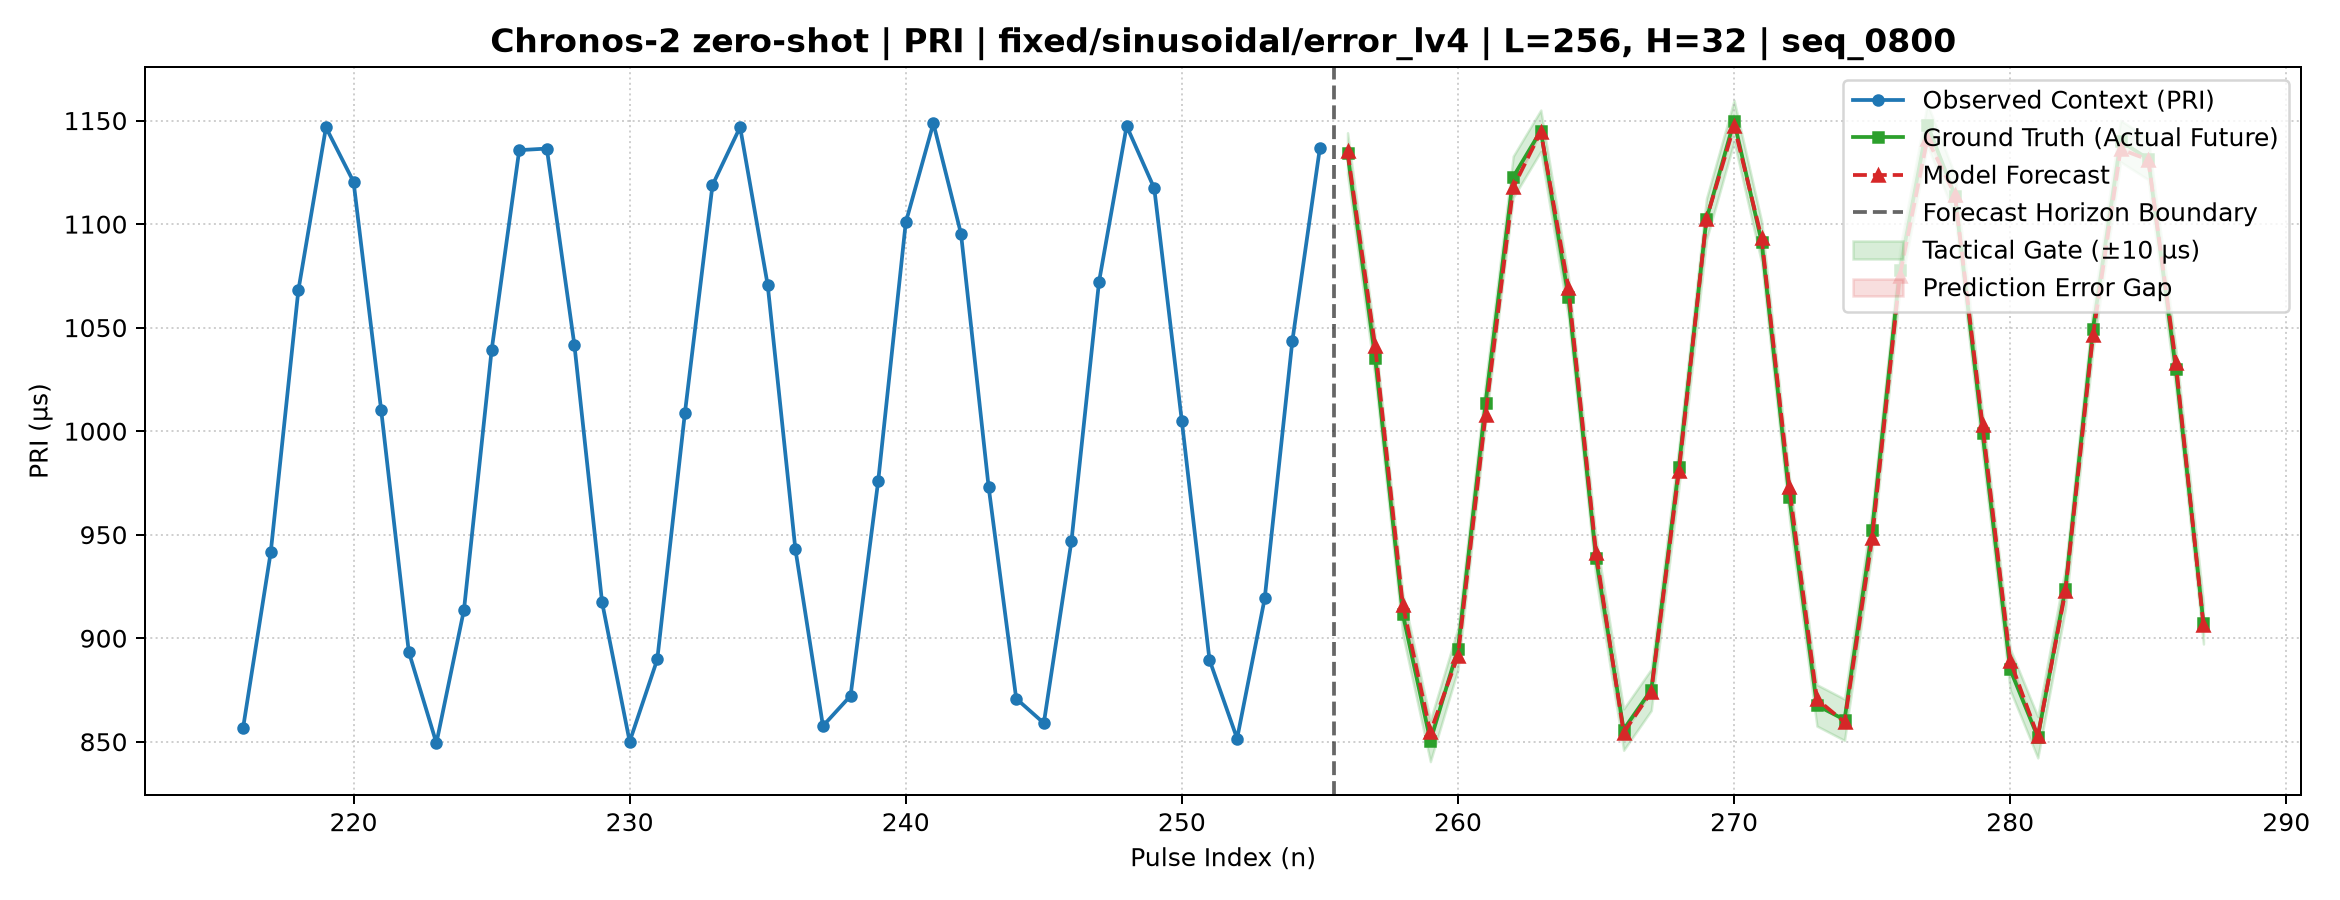 Chronos-2 zero-shot | PRI | fixed/sinusoidal/error_lv4 | L=256, H=32 | seq_0800
Observed Context (PRI)
Ground Truth (Actual Future)
Model Forecast
Forecast Horizon Boundary
Tactical Gate (±10 μs)
Prediction Error Gap
PRI (μs)
1150
1100
1050
1000
950
900
850
220 230 240 250 260 270 280 290
Pulse Index (n)